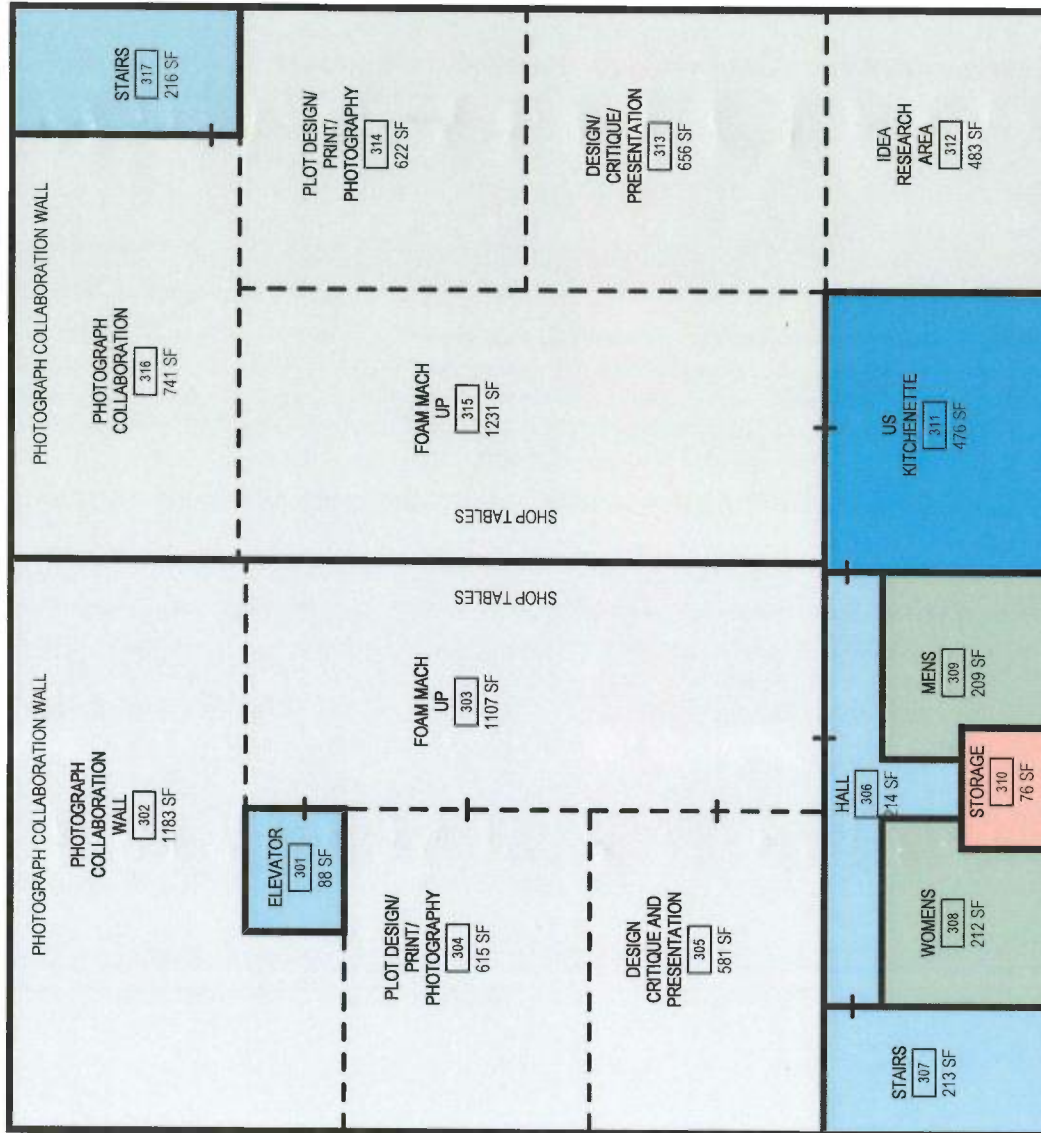 PHOTOGRAPH COLLABORATION WALL
PHOTOGRAPH
COLLABORATION
WALL
302
1183 SF
PHOTOGRAPH COLLABORATION WALL
PHOTOGRAPH
COLLABORATION
316
741 SF
STAIRS
317
216 SF
ELEVATOR
301
88 SF
PLOT DESIGN/
PRINT/
PHOTOGRAPHY
304
615 SF
FOAM MACH
UP
303
1107 SF
SHOP TABLES
SHOP TABLES
FOAM MACH
UP
315
1231 SF
PLOT DESIGN/
PRINT/
PHOTOGRAPHY
314
622 SF
DESIGN
CRITIQUE AND
PRESENTATION
305
581 SF
DESIGN/
CRITIQUE/
PRESENTATION
313
656 SF
STAIRS
307
213 SF
WOMENS
308
212 SF
HALL
306
214 SF
STORAGE
310
76 SF
MENS
309
209 SF
US
KITCHENETTE
311
476 SF
IDEA
RESEARCH
AREA
312
483 SF